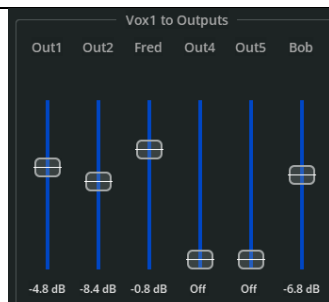 Vox1 to Outputs
Out1 Out2 Fred Out4 Out5 Bob
-4.8 dB -8.4 dB -0.8 dB Off Off -6.8 dB